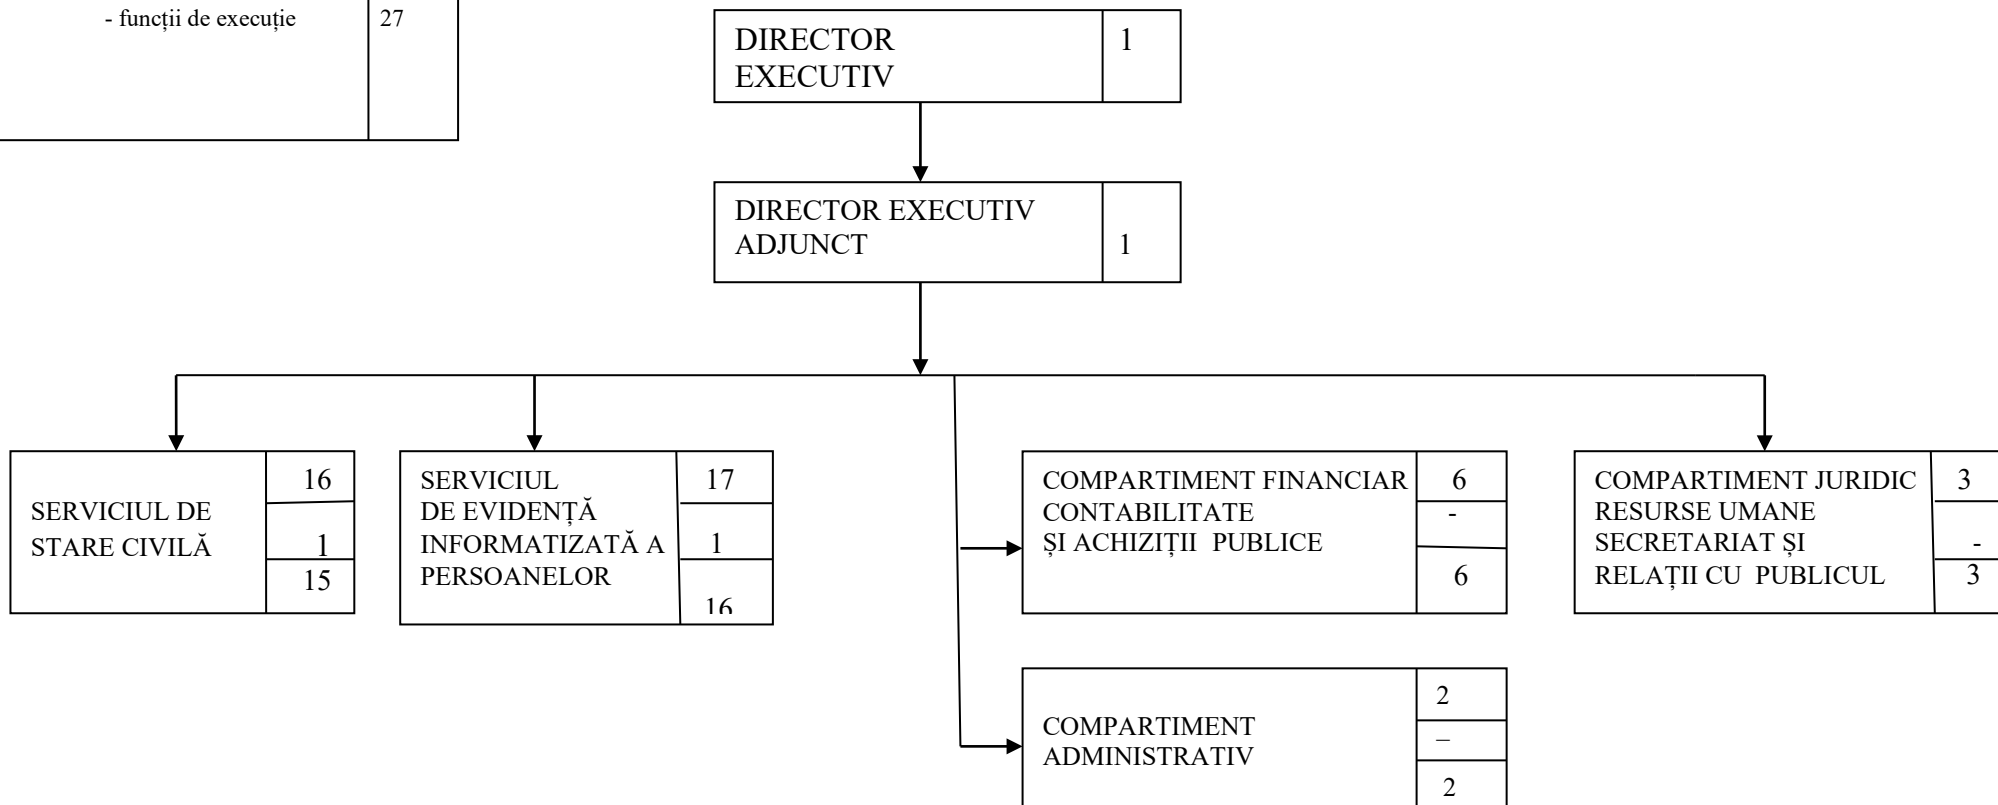 - funcții de execuție 27
DIRECTOR 1
EXECUTIV
DIRECTOR EXECUTIV
ADJUNCT 1
16
SERVICIUL DE
STARE CIVILĂ 1
15
SERVICIUL 17
DE EVIDENȚĂ
INFORMATIZATĂ A 1
PERSOANELOR
16
COMPARTIMENT FINANCIAR 6
CONTABILITATE -
ȘI ACHIZIȚII PUBLICE
6
COMPARTIMENT JURIDIC 3
RESURSE UMANE
SECRETARIAT ȘI -
RELAȚII CU PUBLICUL 3
2
COMPARTIMENT –
ADMINISTRATIV
2